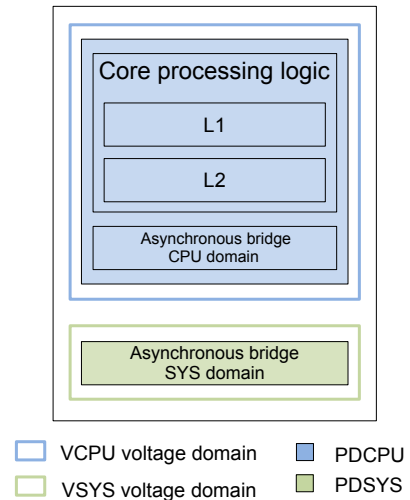 Core processing logic
L1
L2
Asynchronous bridge
CPU domain
Asynchronous bridge
SYS domain
VCPU voltage domain
PDCPU
VSYS voltage domain
PDSYS